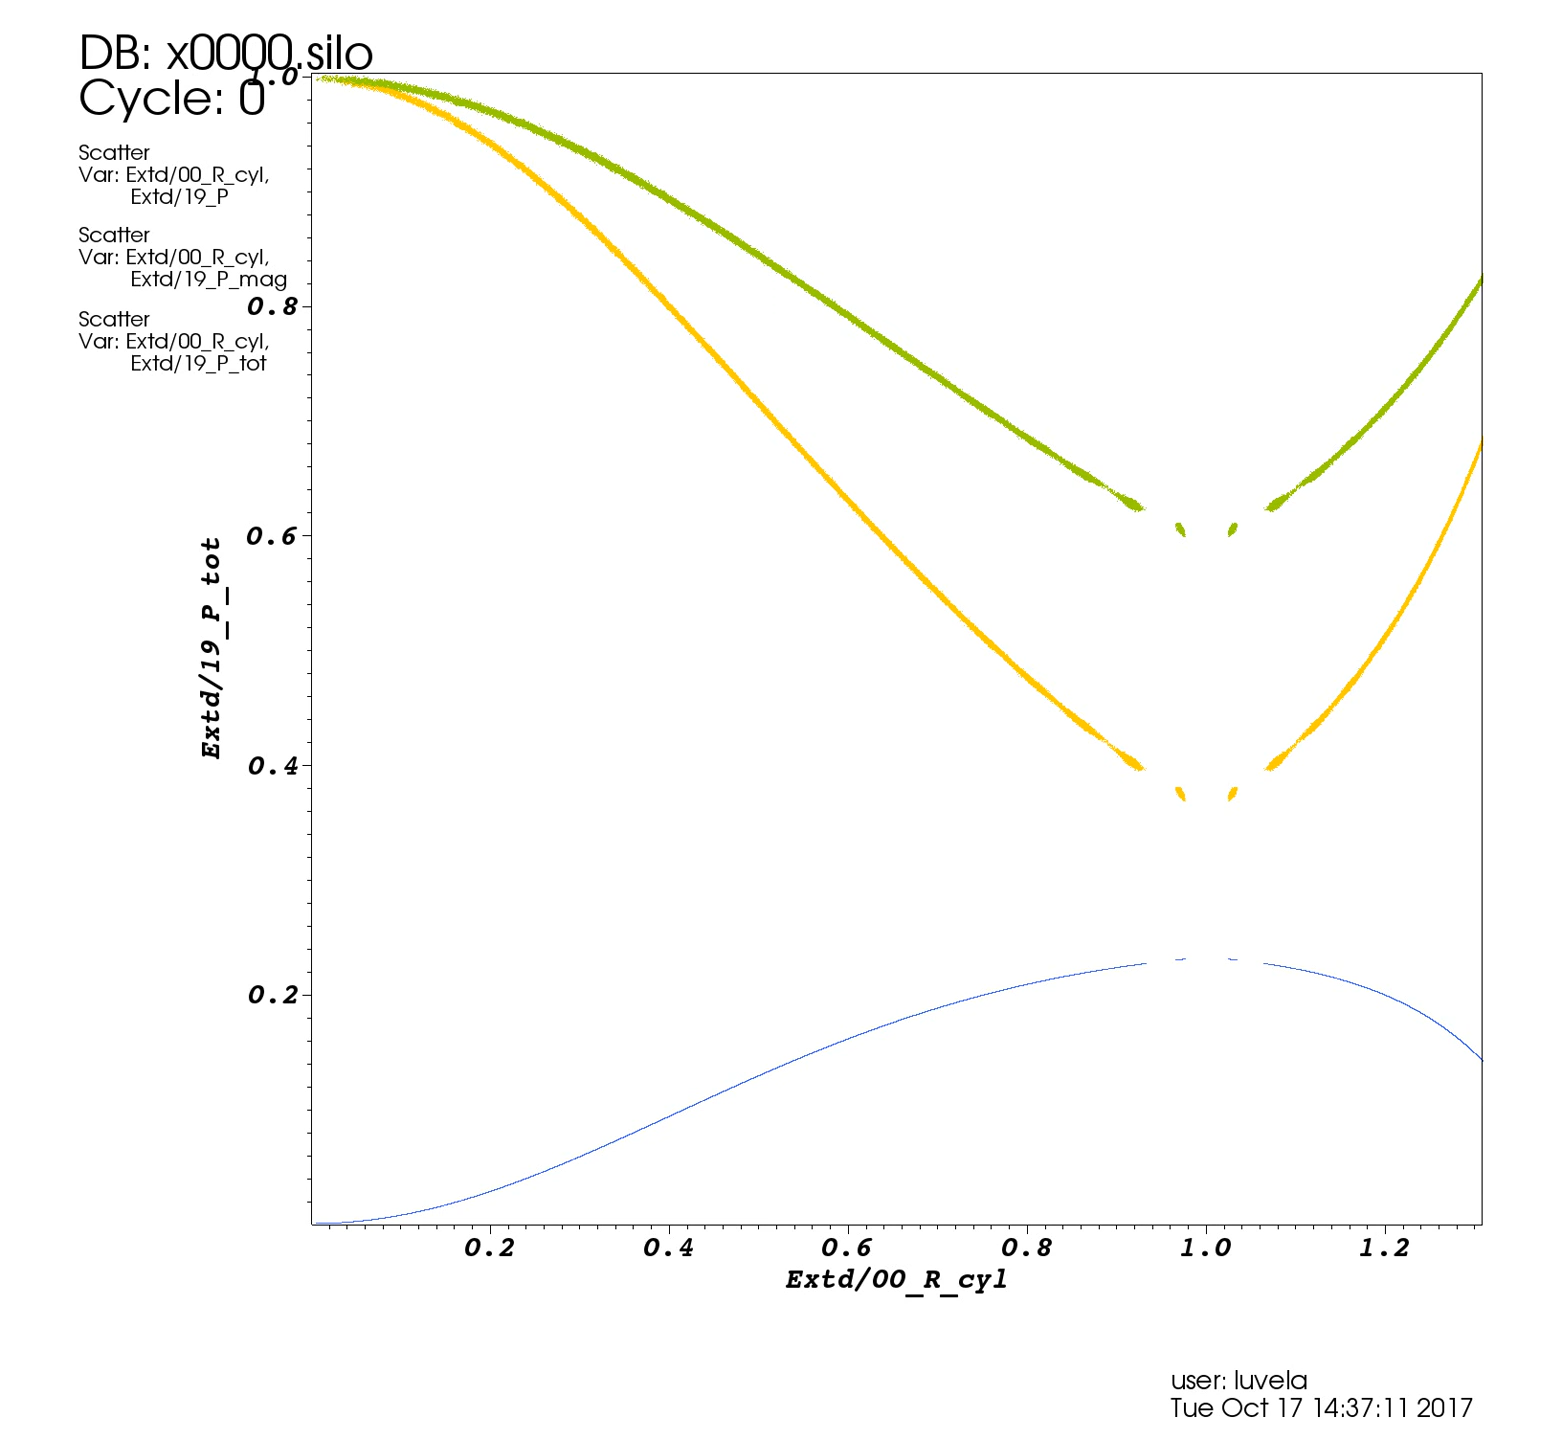 DB: x0000.silo
Cycle: 0
Scatter
Var: Extd/00_R_cyl,
Extd/19_P
Scatter
Var: Extd/00_R_cyl,
Extd/19_P_mag
Scatter
Var: Extd/00_R_cyl,
Extd/19_P_tot
1.0
0.8
0.6
0.4
0.2
Extd/19_P_tot
0.2 0.4 0.6 0.8 1.0 1.2
Extd/00_R_cyl
user: luvela
Tue Oct 17 14:37:11 2017